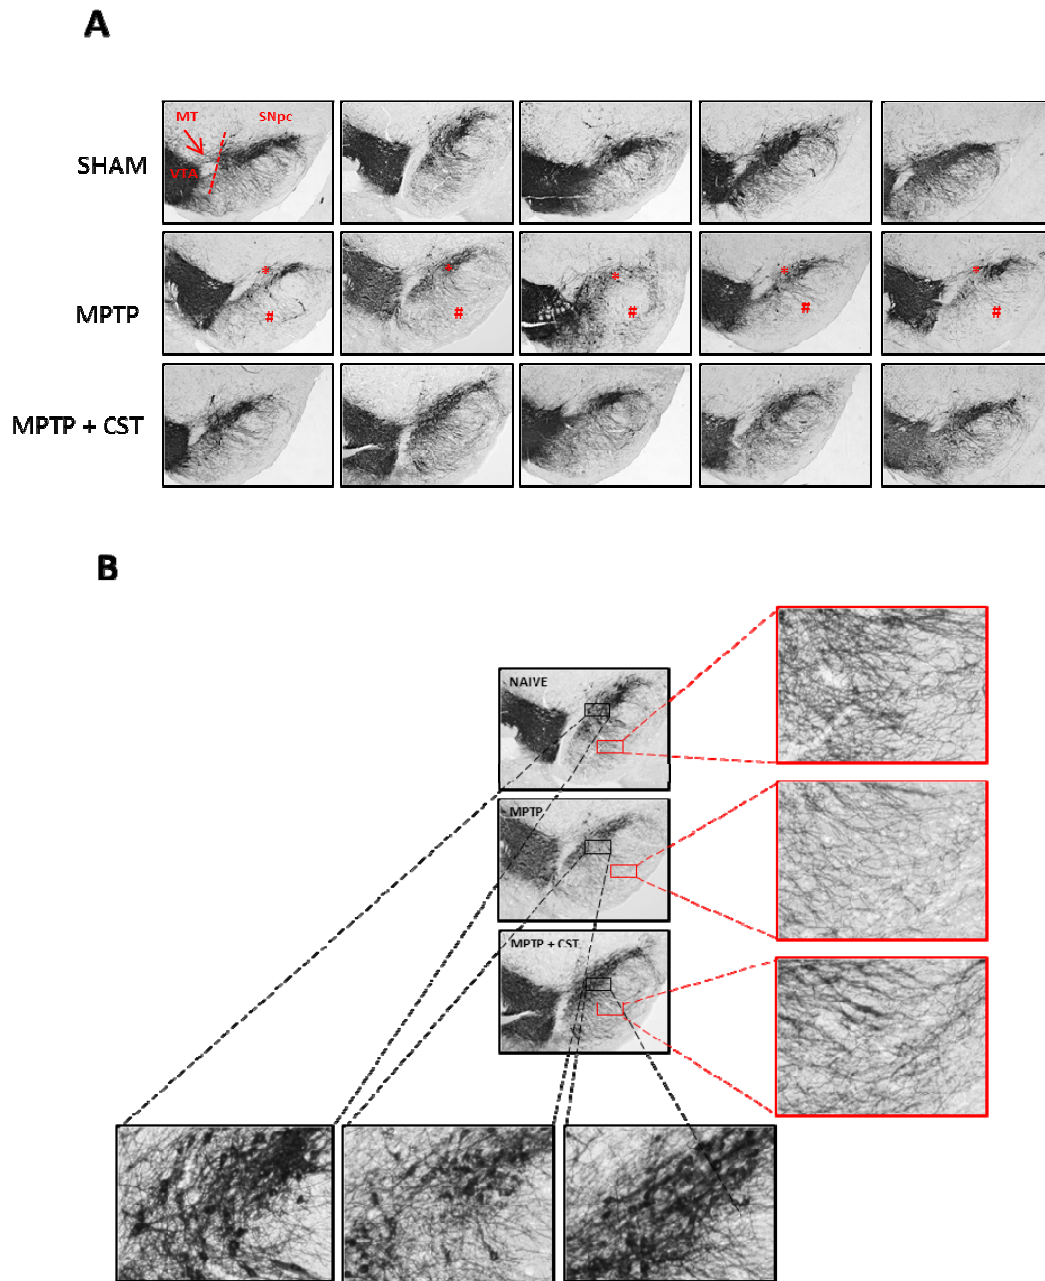 A
MT SNpc
VTA
SHAM
* * * * *
MPTP
# # # # #
MPTP + CST
B
NAIVE
MPTP
MPTP + CST